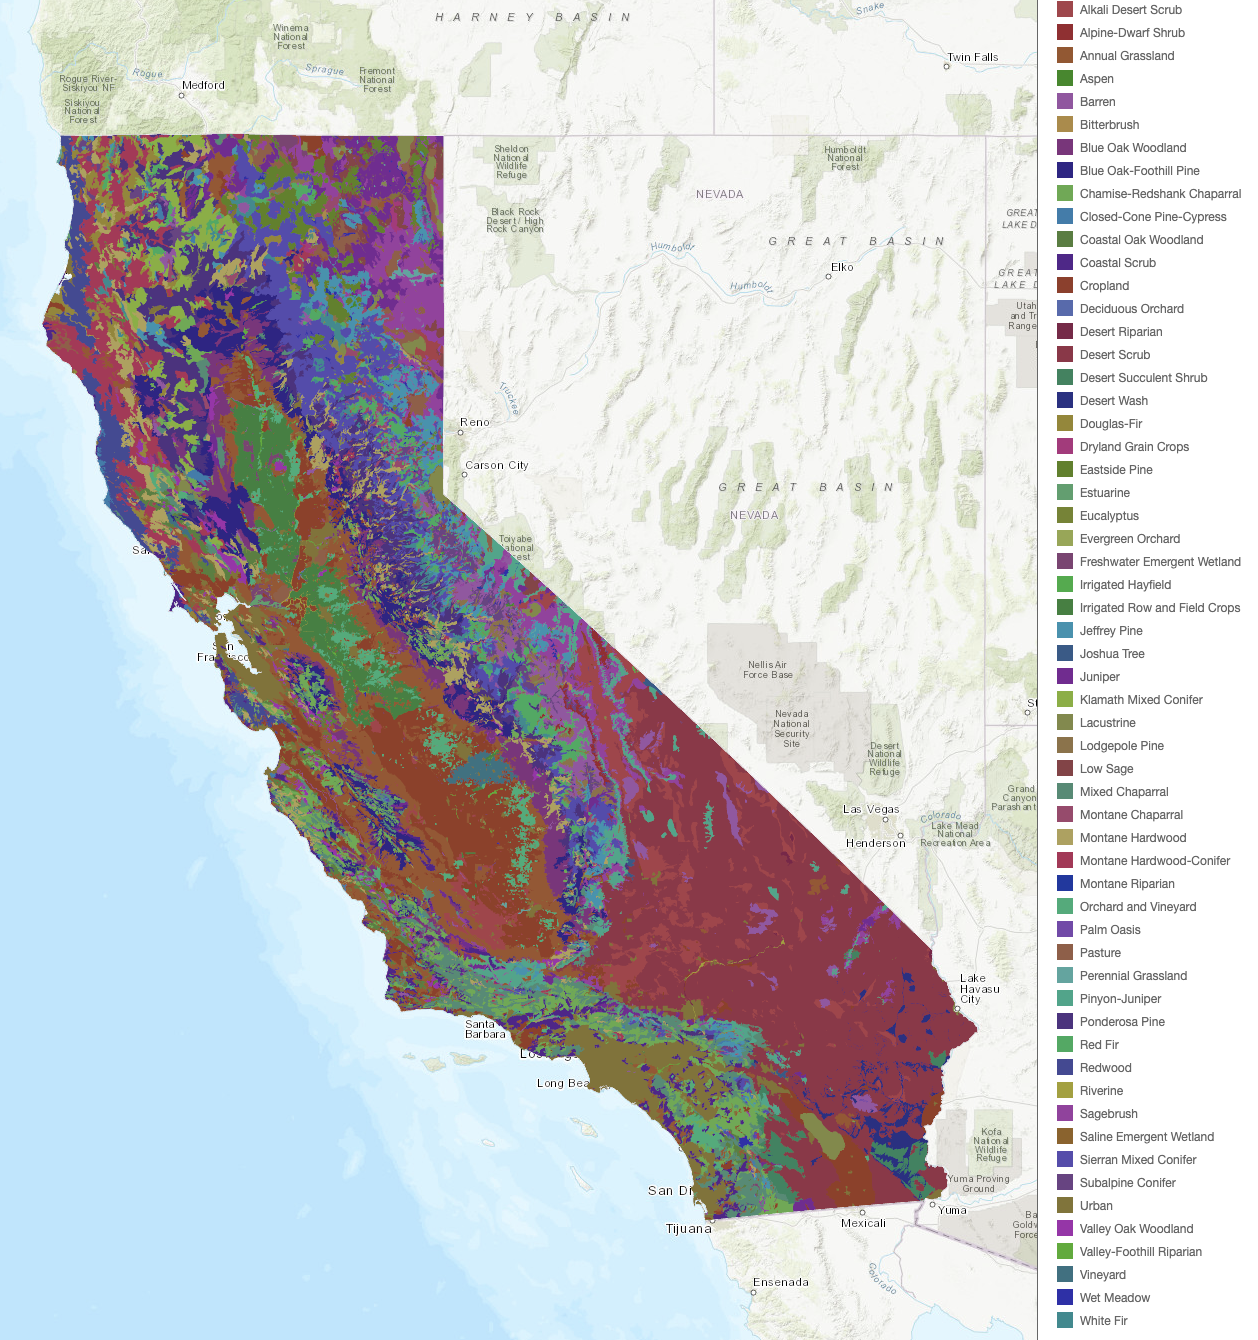 HARNEY BASIN
Snake
Winema
National
Forest
Twin Falls
Rogue River-
Siskiyou NF
Rogue
Sprague
Fremont
National
Forest
Medford
Siskiyou
National
Forest
Sheldon
National
Wildlife
Refuge
Humboldt
National
Forest
NEVADA
Black Rock
Desert / High
Rock Canyon
GREAT
LAKE D
Humboldt
GREAT BASIN
Elko
GREAT
LAKE D
Humboldt
Utah
and Tr
Range
Truckee
Reno
Carson City
GREAT BASIN
NEVADA
Toiyabe
ational
est
Sa
San
Francisco
Nellis Air
Force Base
Nevada
National
Security
Site
St
Desert
National
Wildlife
Refuge
Grand
Canyon
Parashant
Las Vegas
Colorado
Lake Mead
National
Recreation Area
Henderson
Lake
Havasu
City
Santa
Barbara
Los
Long Bea
Kofa
National
Wildlife
Refuge
Yuma Proving
Ground
San Di
Yuma
Ba
Goldw
Force
Tijuana
Mexicali
Colorado
Ensenada
Alkali Desert Scrub
Alpine-Dwarf Shrub
Annual Grassland
Aspen
Barren
Bitterbrush
Blue Oak Woodland
Blue Oak-Foothill Pine
Chamise-Redshank Chaparral
Closed-Cone Pine-Cypress
Coastal Oak Woodland
Coastal Scrub
Cropland
Deciduous Orchard
Desert Riparian
Desert Scrub
Desert Succulent Shrub
Desert Wash
Douglas-Fir
Dryland Grain Crops
Eastside Pine
Estuarine
Eucalyptus
Evergreen Orchard
Freshwater Emergent Wetland
Irrigated Hayfield
Irrigated Row and Field Crops
Jeffrey Pine
Joshua Tree
Juniper
Klamath Mixed Conifer
Lacustrine
Lodgepole Pine
Low Sage
Mixed Chaparral
Montane Chaparral
Montane Hardwood
Montane Hardwood-Conifer
Montane Riparian
Orchard and Vineyard
Palm Oasis
Pasture
Perennial Grassland
Pinyon-Juniper
Ponderosa Pine
Red Fir
Redwood
Riverine
Sagebrush
Saline Emergent Wetland
Sierran Mixed Conifer
Subalpine Conifer
Urban
Valley Oak Woodland
Valley-Foothill Riparian
Vineyard
Wet Meadow
White Fir